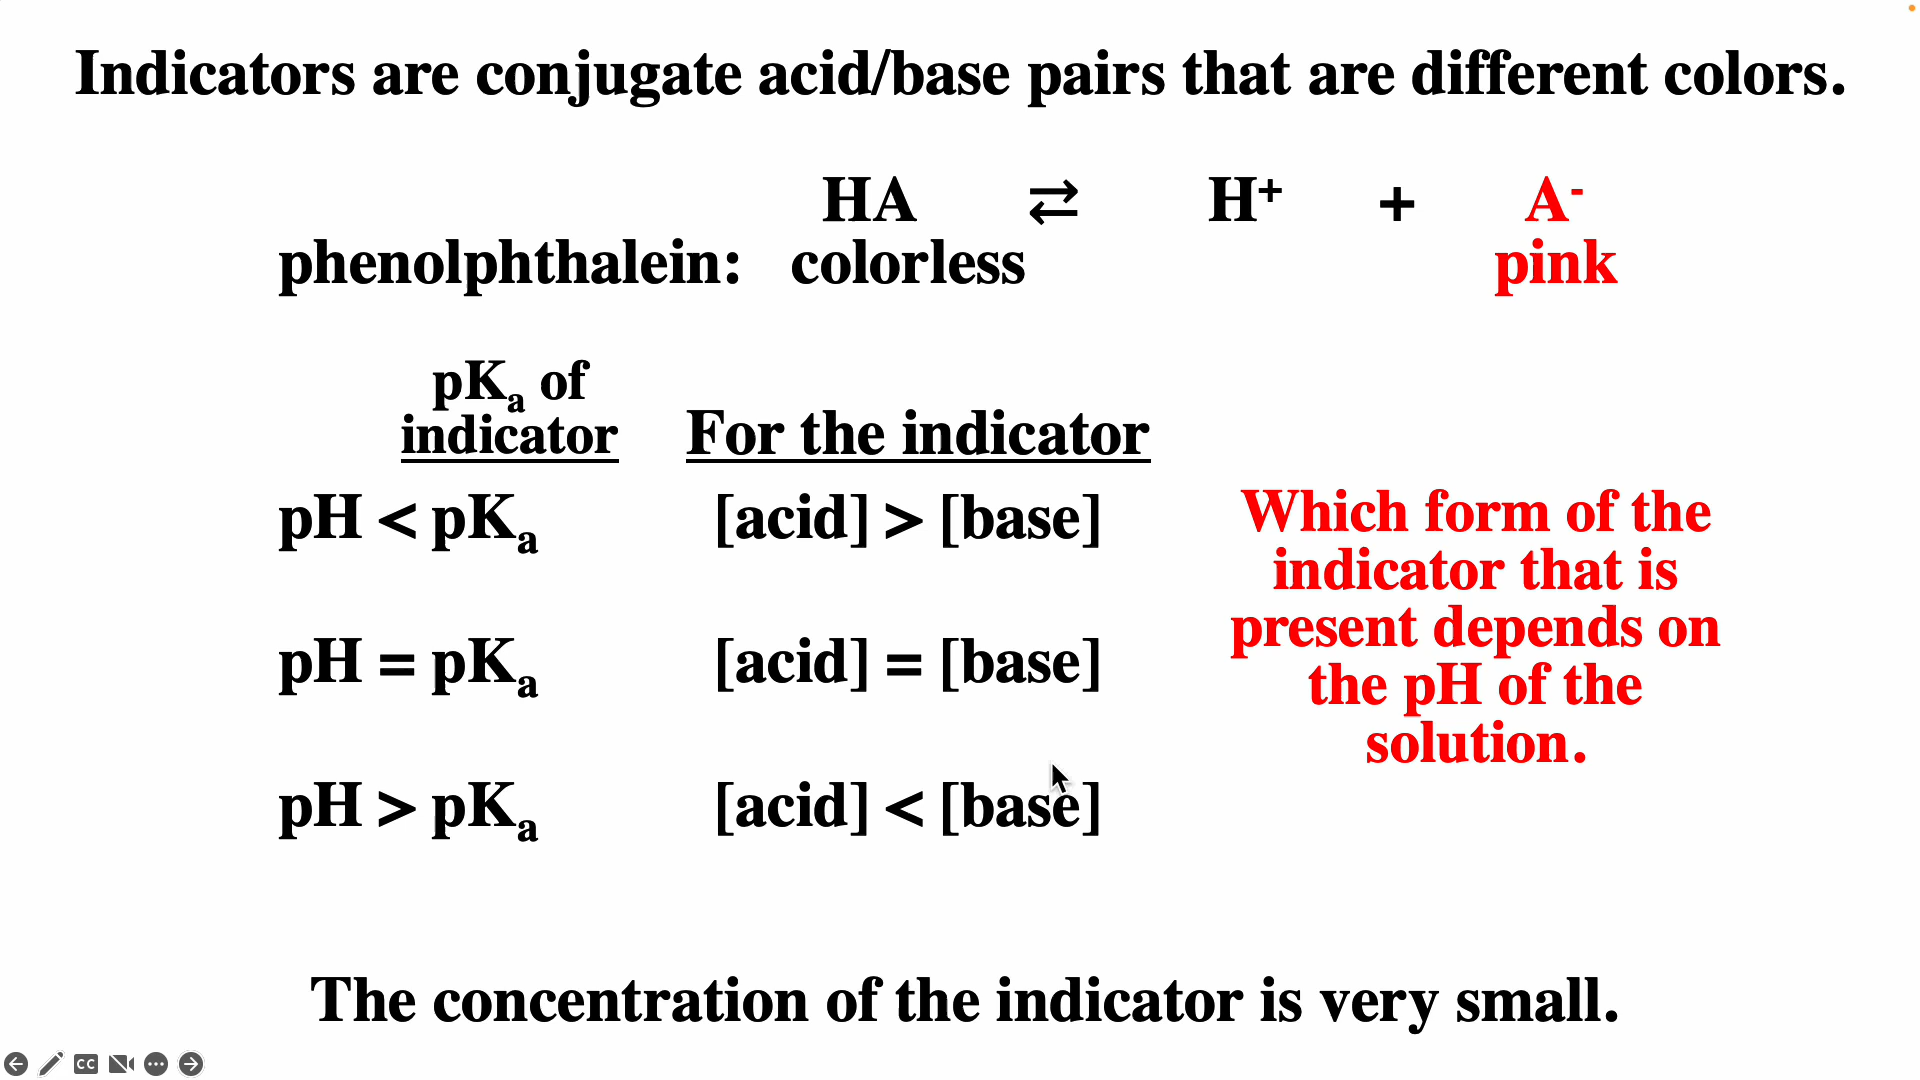 Indicators are conjugate acid/base pairs that are different colors.
HA ⇄ H⁺ + A⁻
phenolphthalein: colorless pink
pKₐ of
indicator For the indicator
pH < pKₐ [acid] > [base]
pH = pKₐ [acid] = [base]
pH > pKₐ [acid] < [base]
Which form of the
indicator that is
present depends on
the pH of the
solution.
The concentration of the indicator is very small.
CC